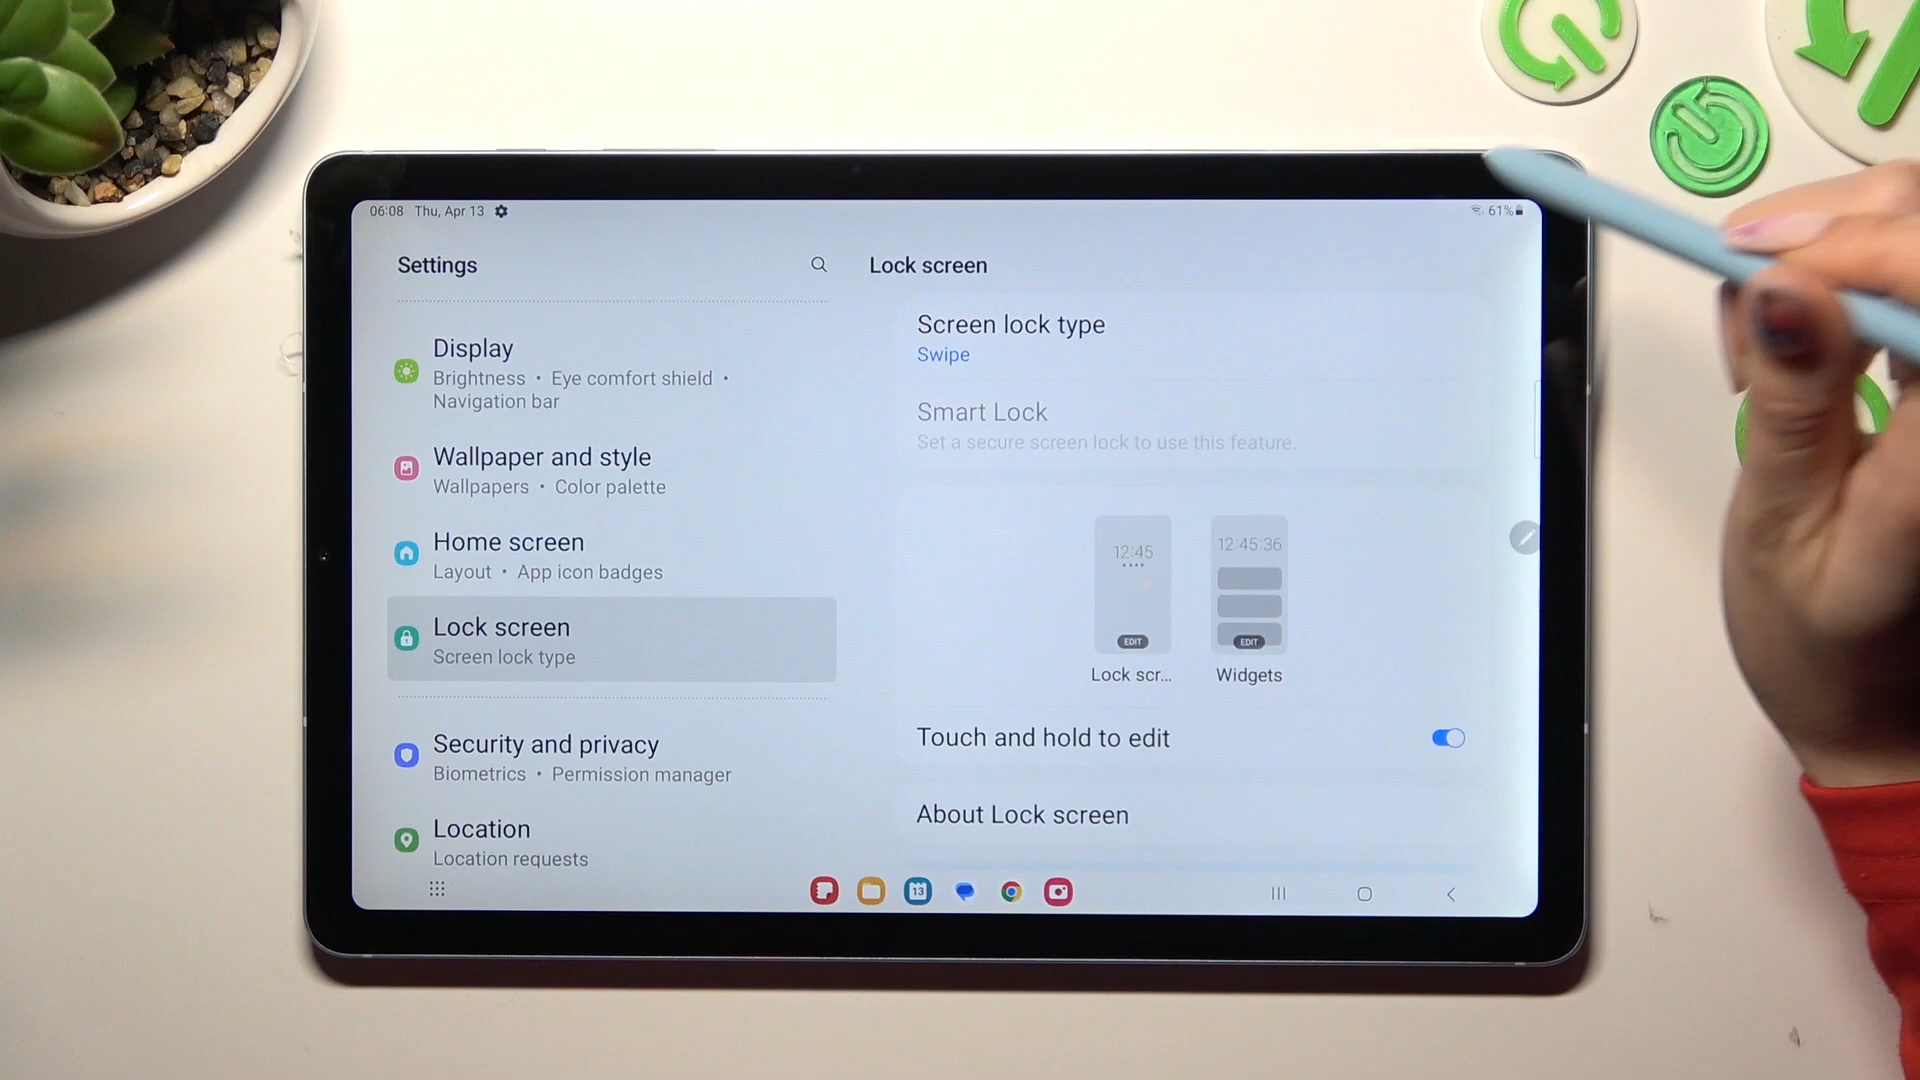 06:08 Thu, Apr 13
61%
Settings
Lock screen
Display
Brightness • Eye comfort shield •
Navigation bar
Wallpaper and style
Wallpapers • Color palette
Home screen
Layout • App icon badges
Lock screen
Screen lock type
Security and privacy
Biometrics • Permission manager
Location
Location requests
Screen lock type
Swipe
Smart Lock
Set a secure screen lock to use this feature.
12:45
EDIT
Lock scr...
12:45:36
EDIT
Widgets
Touch and hold to edit
About Lock screen
13